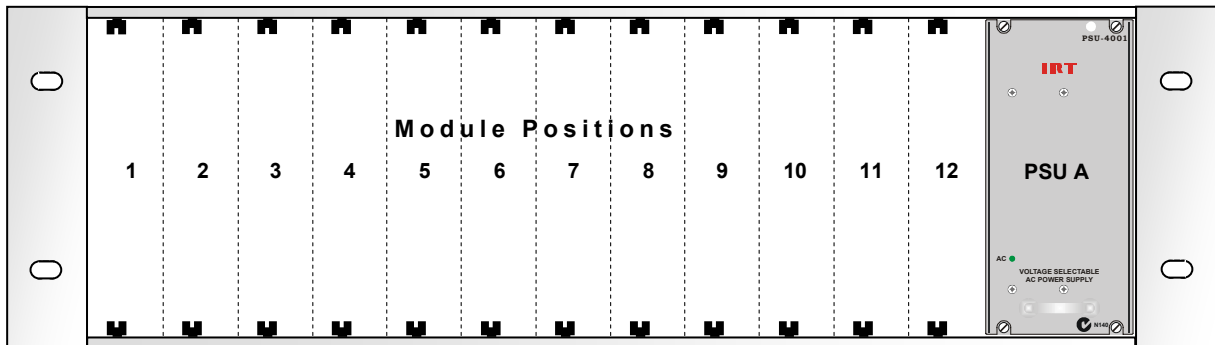 PSU-4001
IRT
Module Positions
1 2 3 4 5 6 7 8 9 10 11 12 PSU A
AC
VOLTAGE SELECTABLE
AC POWER SUPPLY
N140